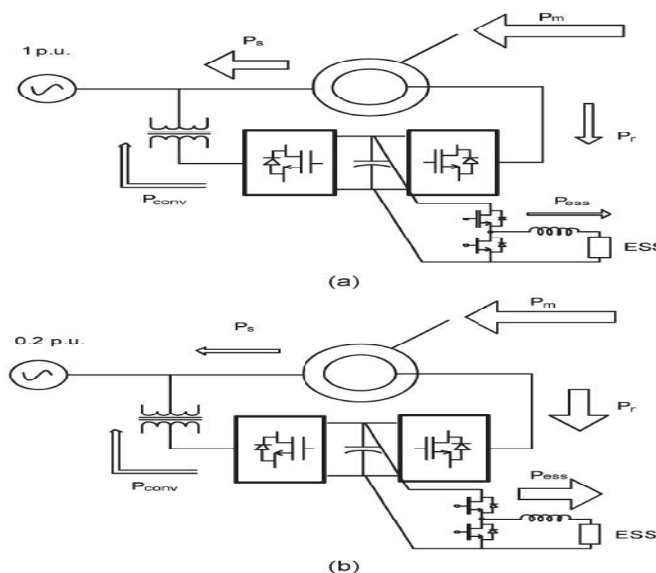 Ps
Pm
1 p.u.
Pr
Pconv
Pess
ESS
(a)
Pm
Ps
0.2 p.u.
Pr
Pess
Pconv
ESS
(b)